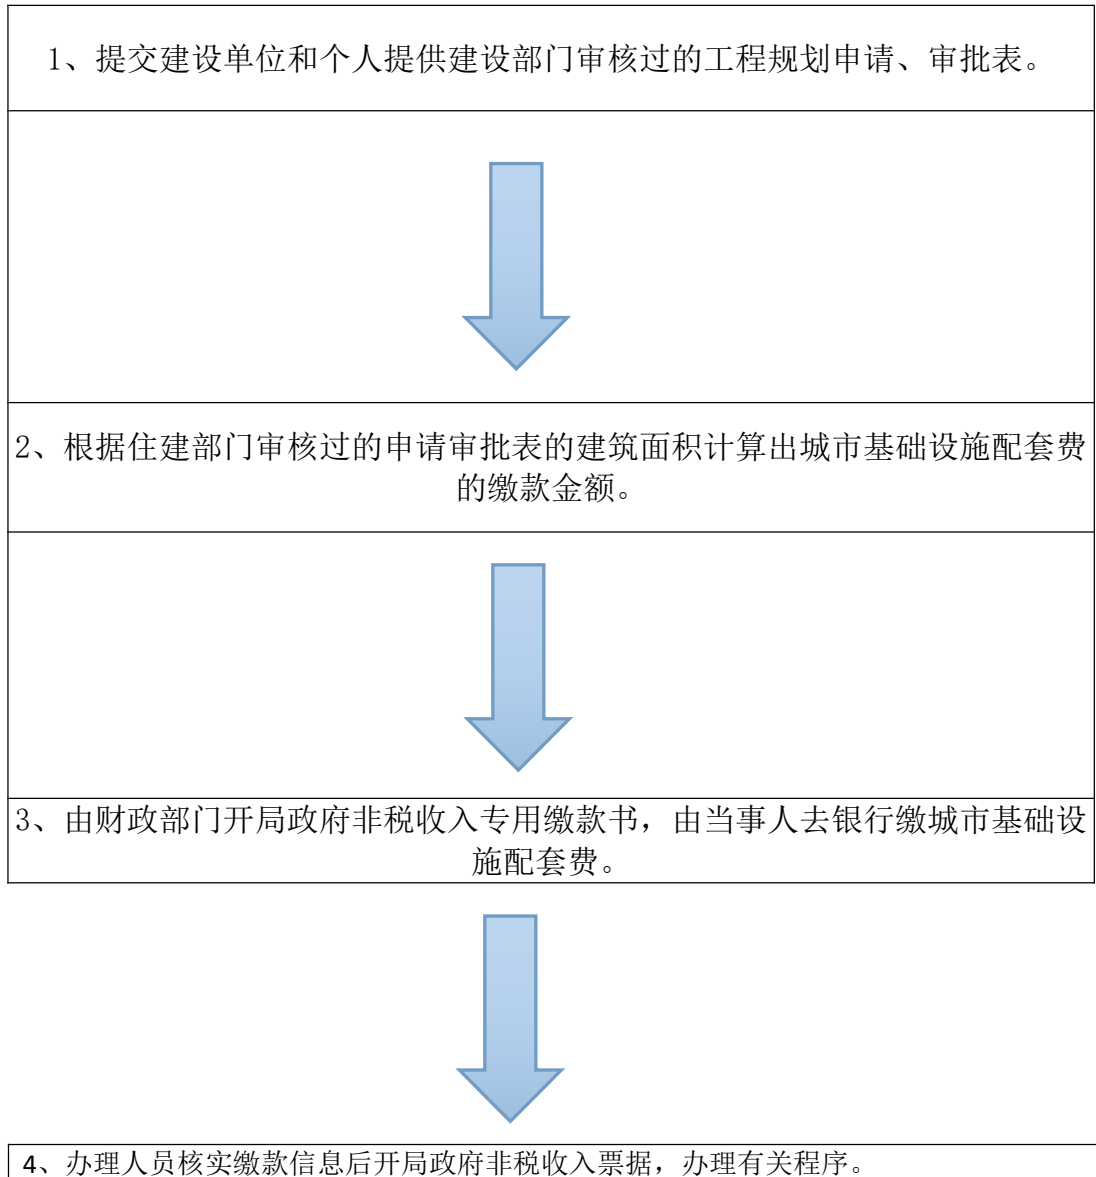 1、提交建设单位和个人提供建设部门审核过的工程规划申请、审批表。
2、根据住建部门审核过的申请审批表的建筑面积计算出城市基础设施配套费
的缴款金额。
3、由财政部门开局政府非税收入专用缴款书，由当事人去银行缴城市基础设
施配套费。
4、办理人员核实缴款信息后开局政府非税收入票据，办理有关程序。